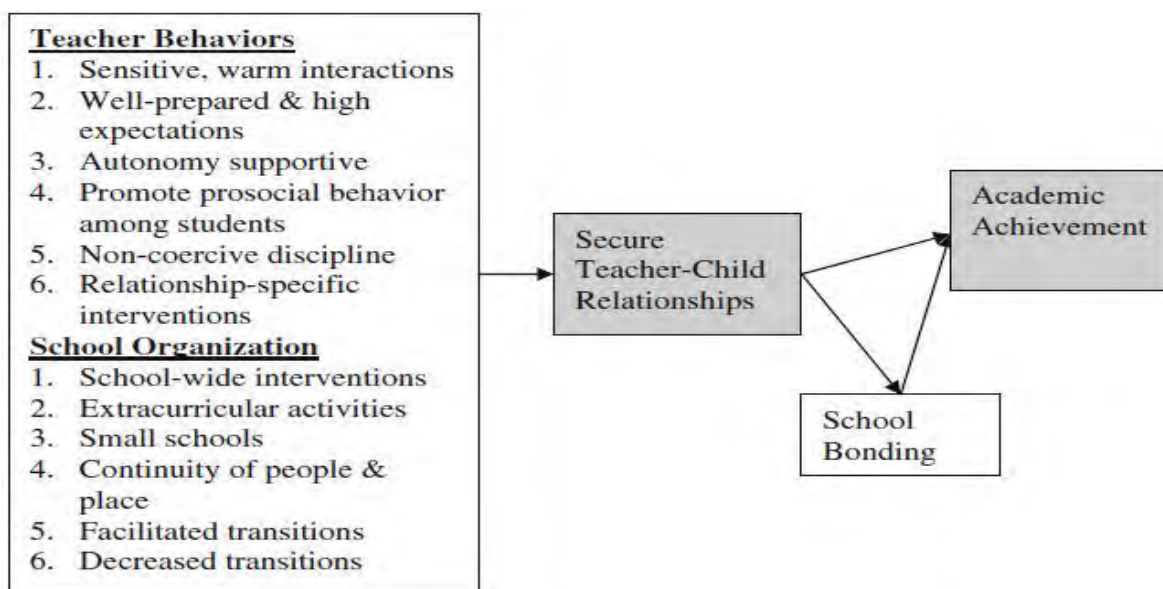 Teacher Behaviors
1. Sensitive, warm interactions
2. Well-prepared & high
expectations
3. Autonomy supportive
4. Promote prosocial behavior
among students
5. Non-coercive discipline
6. Relationship-specific
interventions
School Organization
1. School-wide interventions
2. Extracurricular activities
3. Small schools
4. Continuity of people &
place
5. Facilitated transitions
6. Decreased transitions
Secure
Teacher-Child
Relationships
Academic
Achievement
School
Bonding